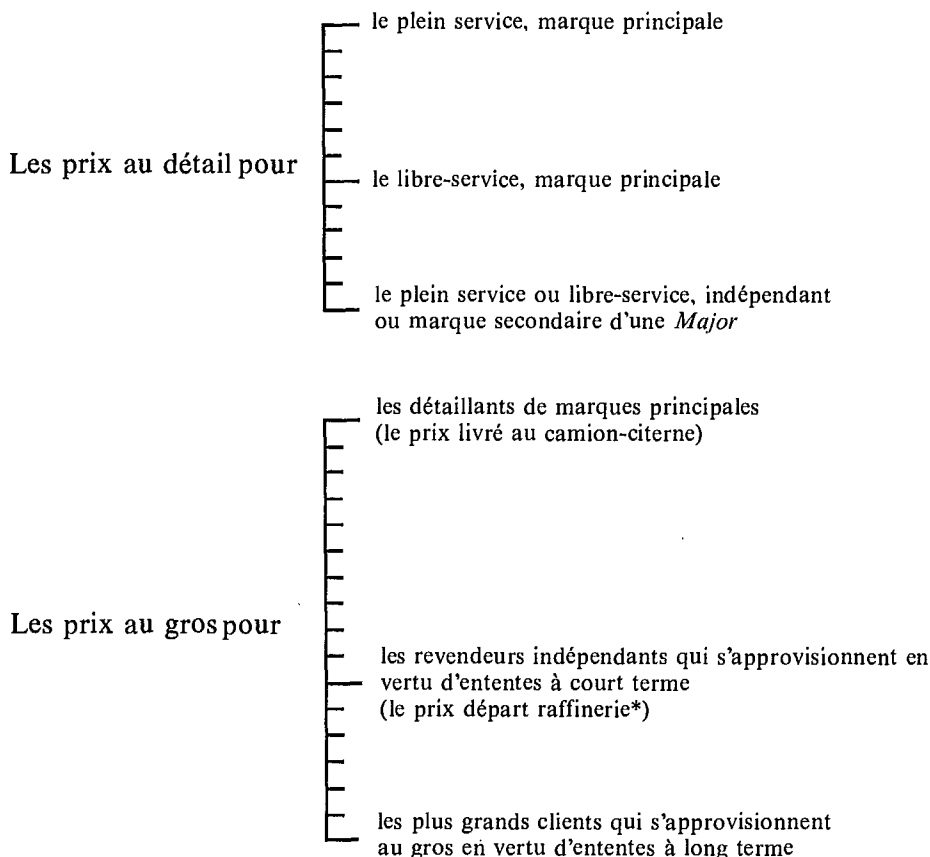 le plein service, marque principale
Les prix au détail pour
le libre-service, marque principale
le plein service ou libre-service, indépendant
ou marque secondaire d'une Major
les détaillants de marques principales
(le prix livré au camion-citerne)
Les prix au gros pour
les revendeurs indépendants qui s'approvisionnent en
vertu d'ententes à court terme
(le prix départ raffinerie*)
les plus grands clients qui s'approvisionnent
au gros en vertu d'ententes à long terme